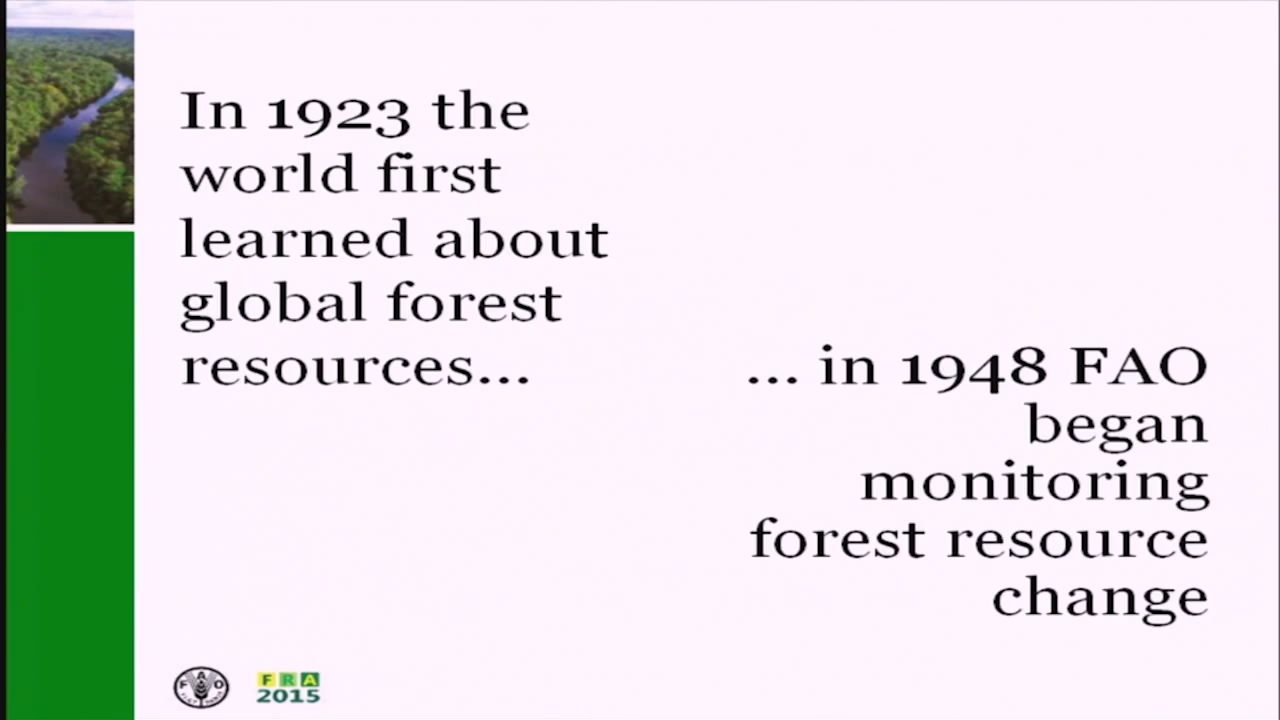 In 1923 the
world first
learned about
global forest
resources...
... in 1948 FAO
began
monitoring
forest resource
change
F A O
FRA
2015